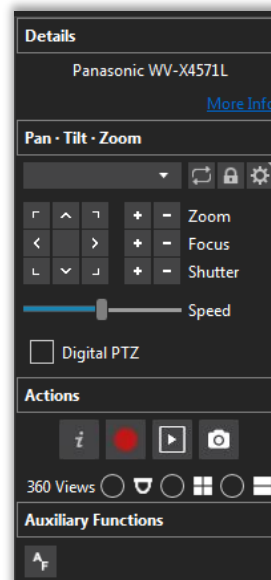 Details
Panasonic WV-X4571L
More Info
Pan · Tilt · Zoom
Zoom
Focus
Shutter
Speed
Digital PTZ
Actions
i
360 Views
Auxiliary Functions
AF